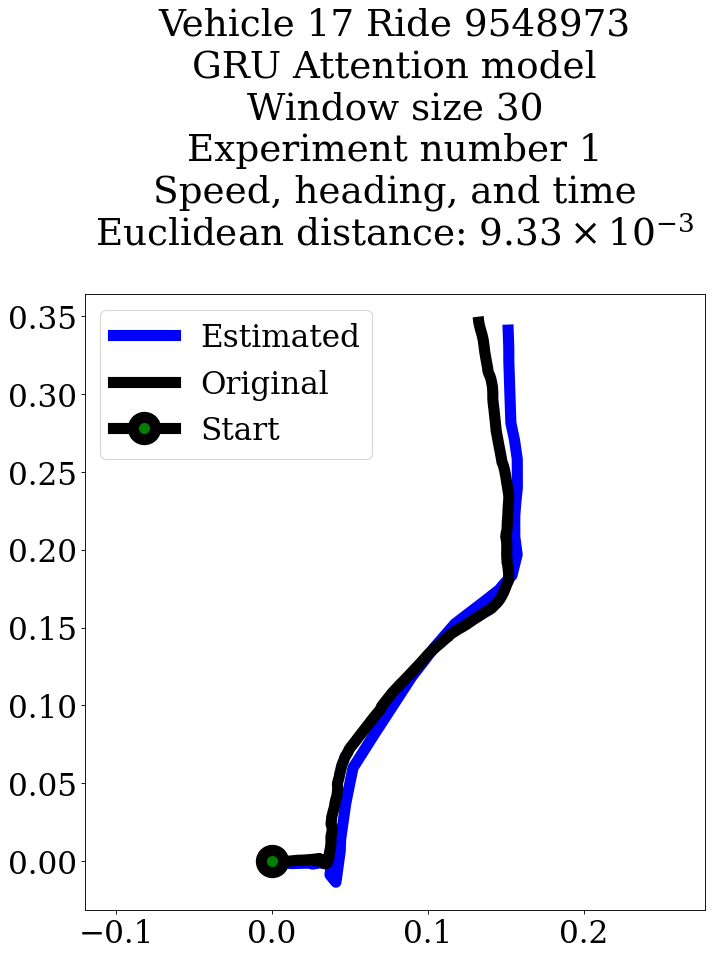 Vehicle 17 Ride 9548973
GRU Attention model
Window size 30
Experiment number 1
Speed, heading, and time
Euclidean distance: 9.33 × 10⁻³
Estimated
Original
Start
0.35
0.30
0.25
0.20
0.15
0.10
0.05
0.00
−0.1 0.0 0.1 0.2